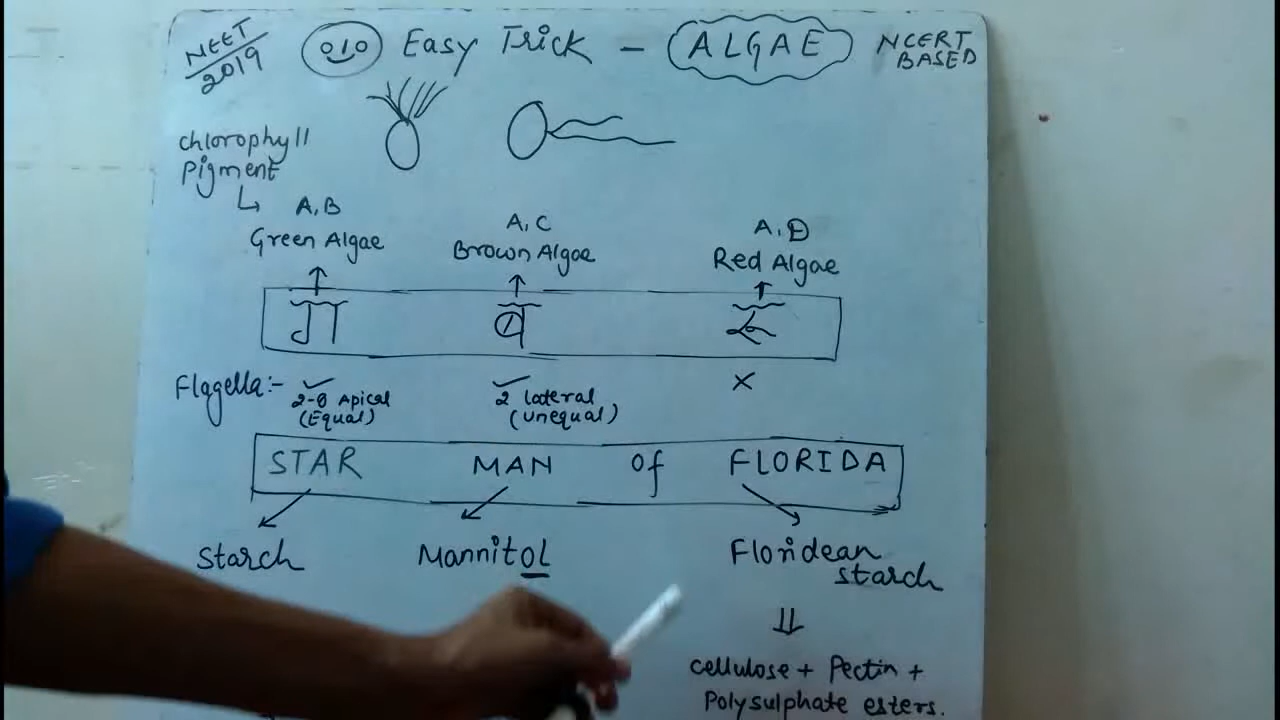 NEET
2019
Easy Trick - ALGAE
NCERT
BASED
chlorophyll
Pigment
A, B
Green Algae
A, C
Brown Algae
A, D
Red Algae
Flagella:-
2-8 Apical
(Equal)
2 lateral
(unequal)
X
STAR MAN of FLORIDA
Starch
Mannitol
Floridean
starch
cellulose + Pectin +
Polysulphate esters.